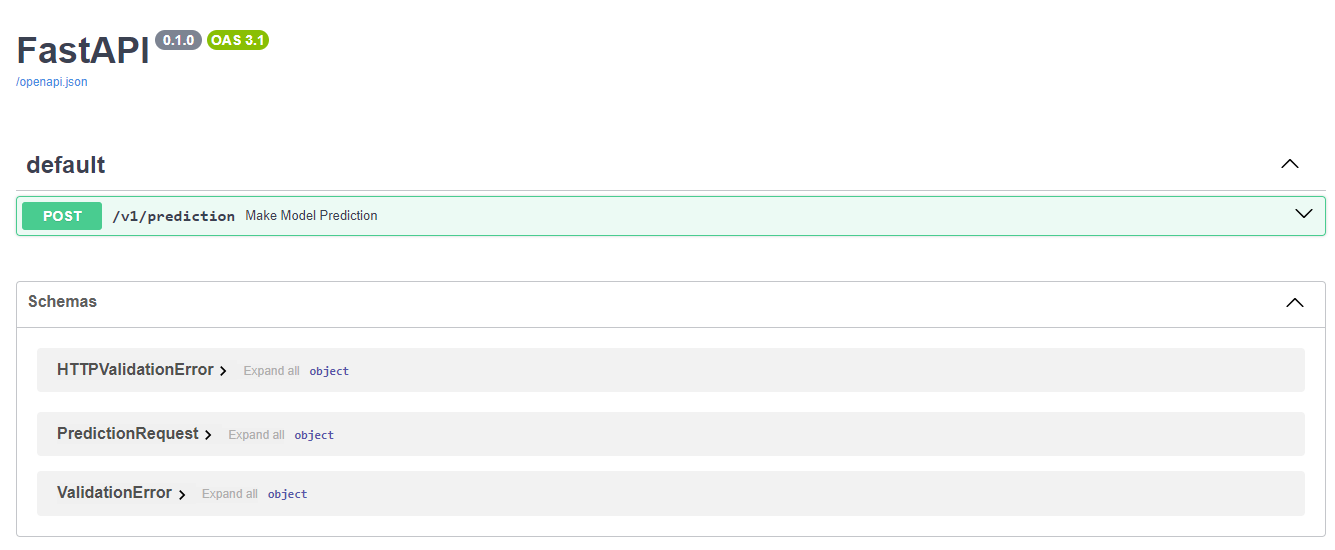 FastAPI 0.1.0 OAS 3.1
/openapi.json
default
POST /v1/prediction Make Model Prediction
Schemas
HTTPValidationError Expand all object
PredictionRequest Expand all object
ValidationError Expand all object